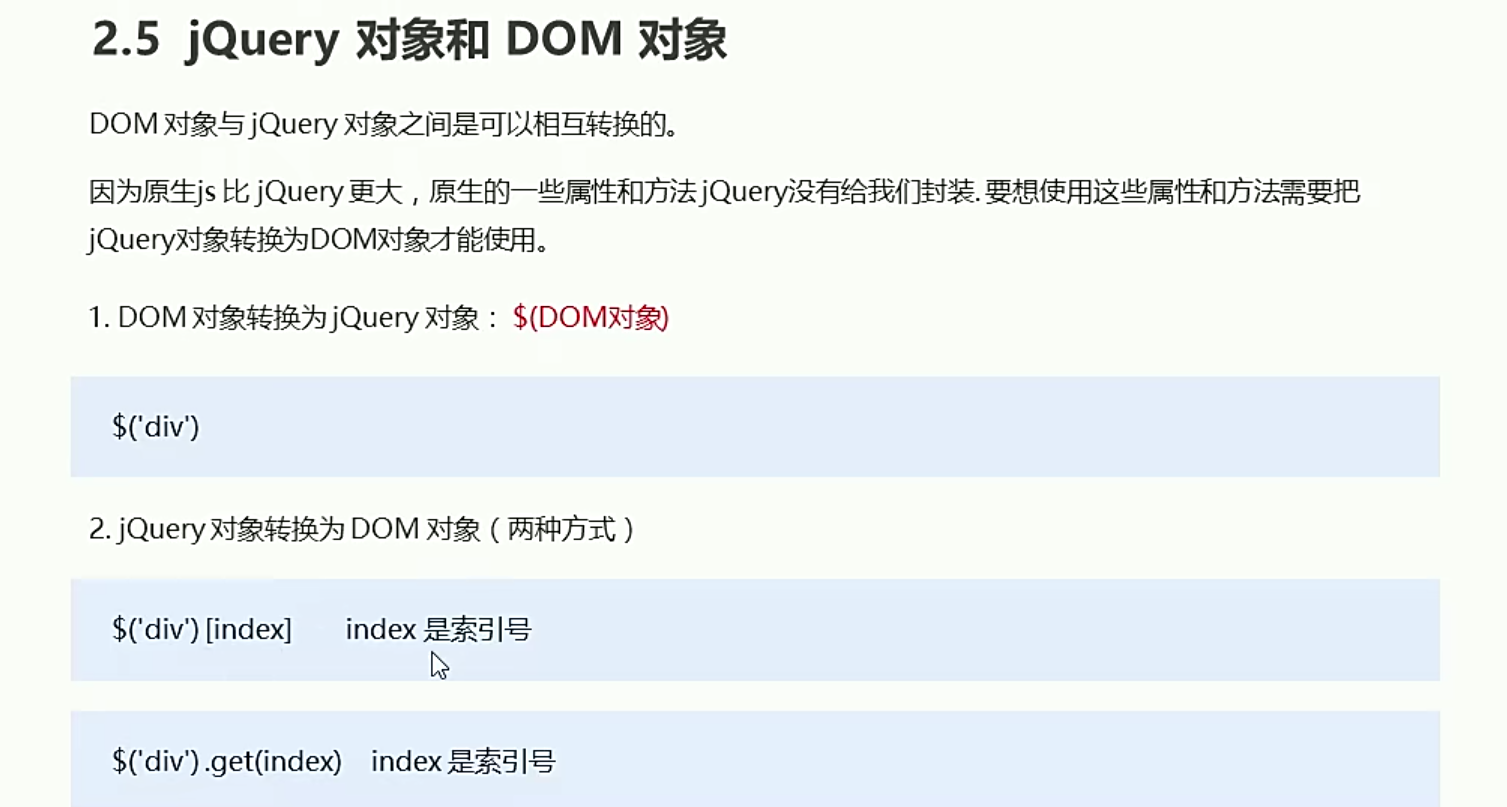 2.5 jQuery 对象和 DOM 对象
DOM 对象与 jQuery 对象之间是可以相互转换的。
因为原生js 比 jQuery 更大，原生的一些属性和方法 jQuery没有给我们封装. 要想使用这些属性和方法需要把
jQuery对象转换为DOM对象才能使用。
1. DOM 对象转换为 jQuery 对象： $(DOM对象)
$('div')
2. jQuery 对象转换为 DOM 对象（两种方式）
$('div') [index] index 是索引号
$('div') .get(index) index 是索引号